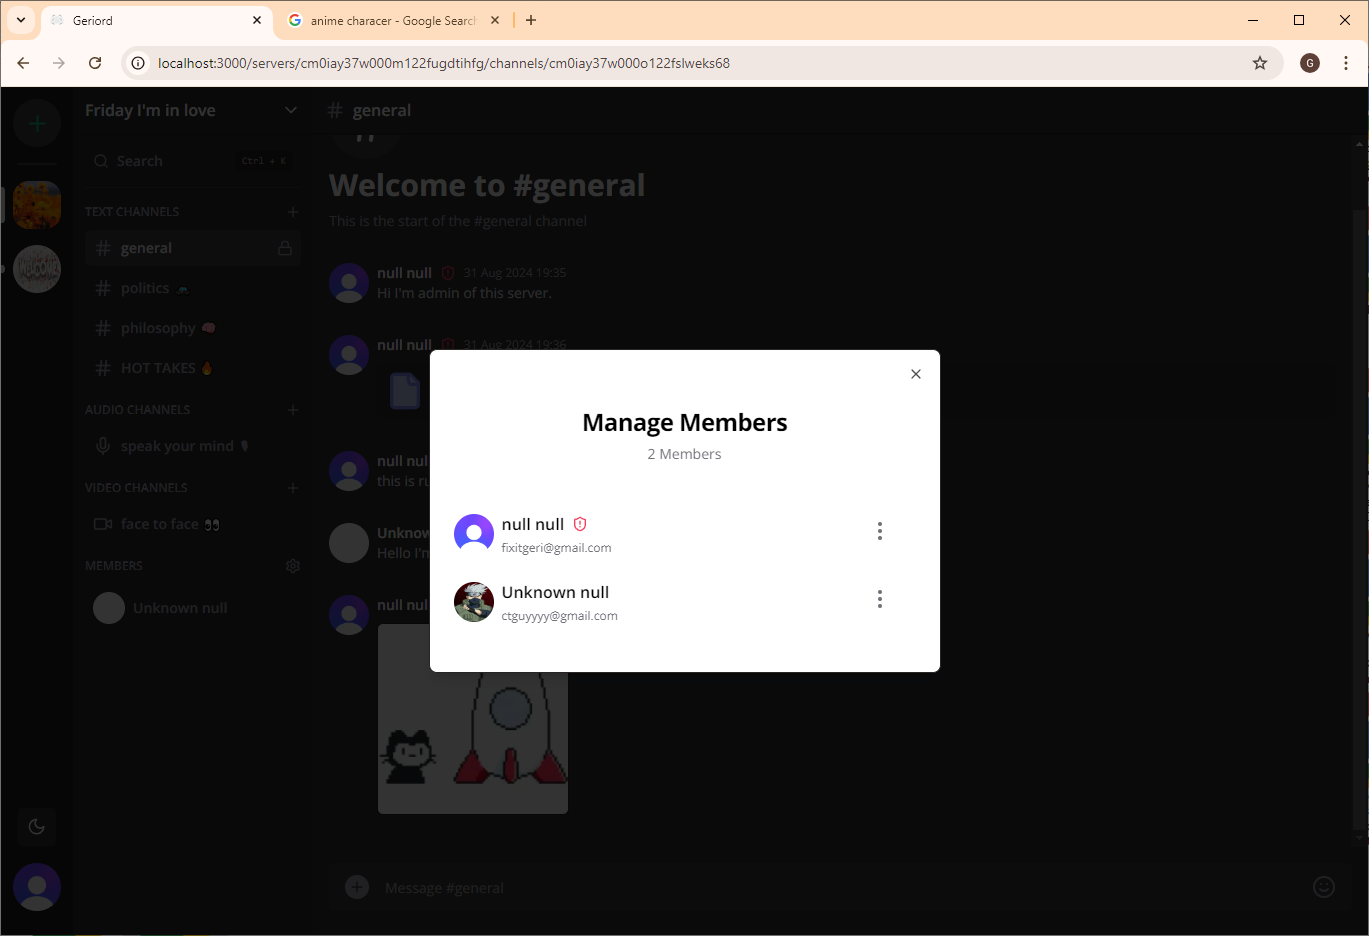 Geriord
anime characer - Google Search
localhost:3000/servers/cm0iay37w000m122fugdtihfg/channels/cm0iay37w000o122fslweks68
G
Friday I'm in love
# general
Search
Ctrl + K
Welcome to #general
This is the start of the #general channel
TEXT CHANNELS
# general
# politics
# philosophy
# HOT TAKES
AUDIO CHANNELS
speak your mind
VIDEO CHANNELS
face to face
MEMBERS
Unknown null
WELCOME
null null 31 Aug 2024 19:35
Hi I'm admin of this server.
null null 31 Aug 2024 19:36
null nul
this is ru
Unknow
Hello I'm
null nul
Manage Members
2 Members
null null
fixitgeri@gmail.com
Unknown null
ctguyyyy@gmail.com
Message #general